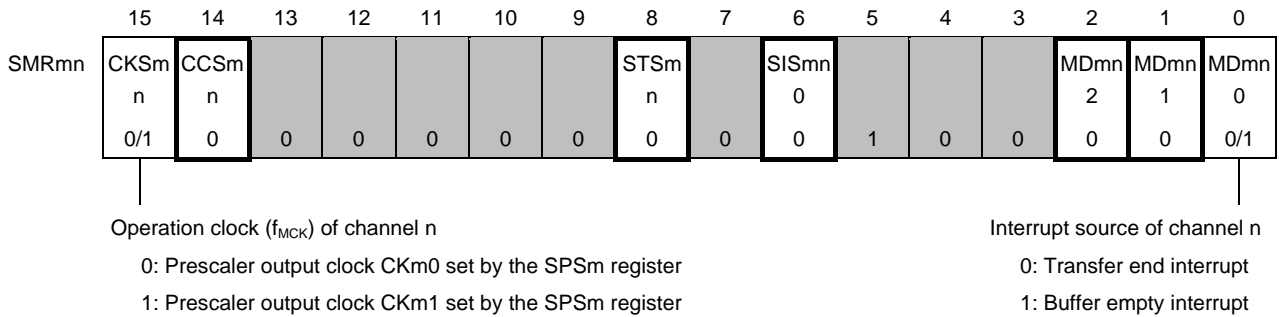 15 14 13 12 11 10 9 8 7 6 5 4 3 2 1 0
SMRmn CKSm CCSm STSm SISmn MDmn MDmn MDmn
n n n 0 2 1 0
0/1 0 0 0 0 0 0 0 0 0 1 0 0 0 0 0/1
Operation clock (fMCK) of channel n Interrupt source of channel n
0: Prescaler output clock CKm0 set by the SPSm register 0: Transfer end interrupt
1: Prescaler output clock CKm1 set by the SPSm register 1: Buffer empty interrupt